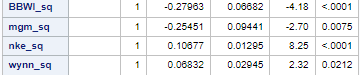 BBWI_sq 1 -0.27963 0.06682 -4.18 <.0001
mgm_sq 1 -0.25451 0.09441 -2.70 0.0075
nke_sq 1 0.10677 0.01295 8.25 <.0001
wynn_sq 1 0.06832 0.02945 2.32 0.0212